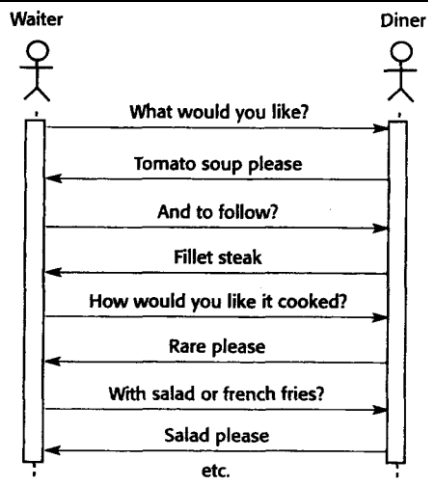 Waiter Diner
What would you like?
Tomato soup please
And to follow?
Fillet steak
How would you like it cooked?
Rare please
With salad or french fries?
Salad please
etc.